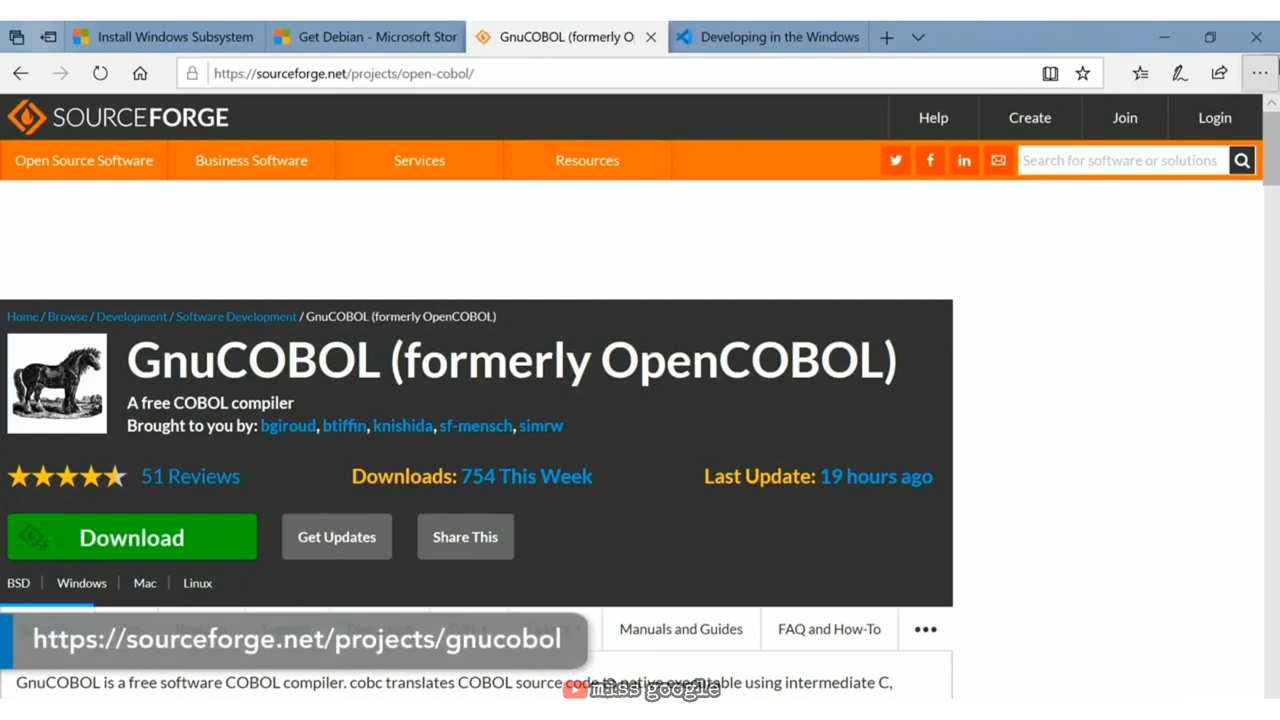 Install Windows Subsystem
Get Debian - Microsoft Stor
GnuCOBOL (formerly O
Developing in the Windows
https://sourceforge.net/projects/open-cobol/
SOURCEFORGE
Help
Create
Join
Login
Open Source Software
Business Software
Services
Resources
Search for software or solutions
Home / Browse / Development / Software Development / GnuCOBOL (formerly OpenCOBOL)
GnuCOBOL (formerly OpenCOBOL)
A free COBOL compiler
Brought to you by: bgiroud, btiffin, knishida, sf-mensch, simrw
51 Reviews
Downloads: 754 This Week
Last Update: 19 hours ago
Download
Get Updates
Share This
BSD | Windows | Mac | Linux
https://sourceforge.net/projects/gnucobol
Manuals and Guides
FAQ and How-To
GnuCOBOL is a free software COBOL compiler. cobc translates COBOL source code to native executable using intermediate C,
miss google